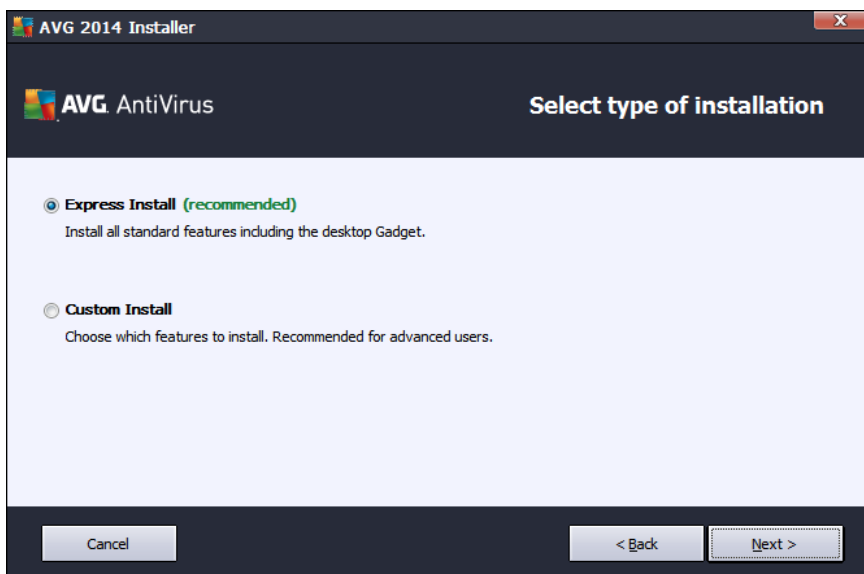 AVG 2014 Installer
AVG. AntiVirus
Select type of installation
Express Install (recommended)
Install all standard features including the desktop Gadget.
Custom Install
Choose which features to install. Recommended for advanced users.
Cancel
< Back
Next >